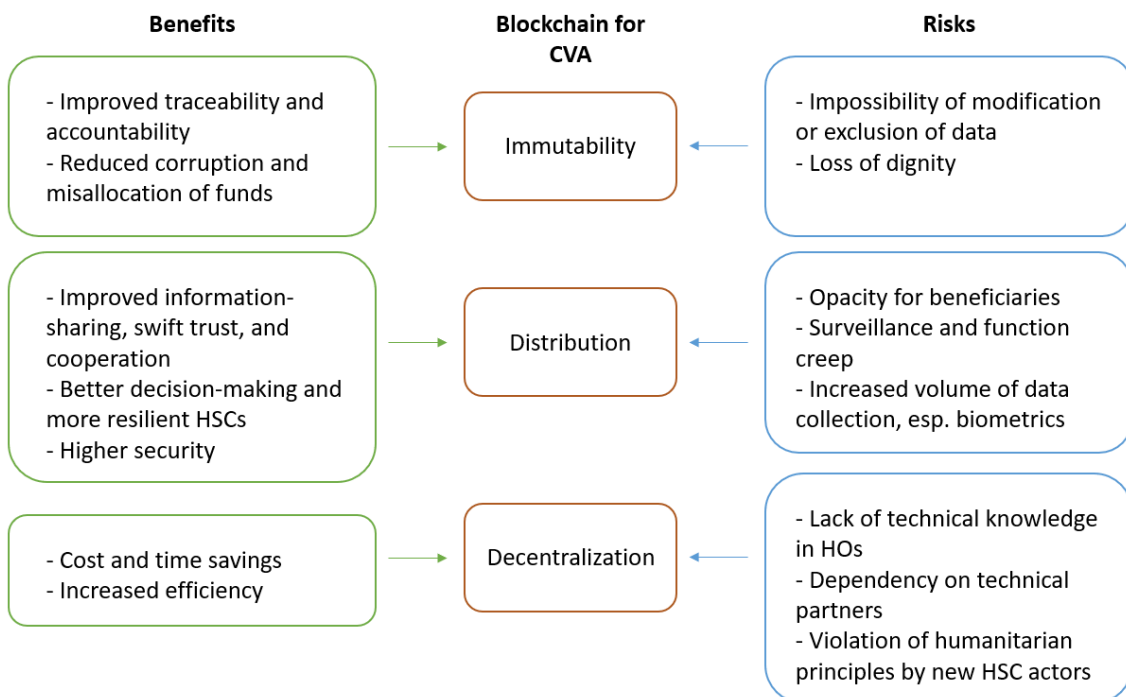 Benefits
Blockchain for
CVA
Risks
- Improved traceability and
accountability
- Reduced corruption and
misallocation of funds
Immutability
- Impossibility of modification
or exclusion of data
- Loss of dignity
- Improved information-
sharing, swift trust, and
cooperation
- Better decision-making and
more resilient HSCs
- Higher security
Distribution
- Opacity for beneficiaries
- Surveillance and function
creep
- Increased volume of data
collection, esp. biometrics
- Cost and time savings
- Increased efficiency
Decentralization
- Lack of technical knowledge
in HOs
- Dependency on technical
partners
- Violation of humanitarian
principles by new HSC actors